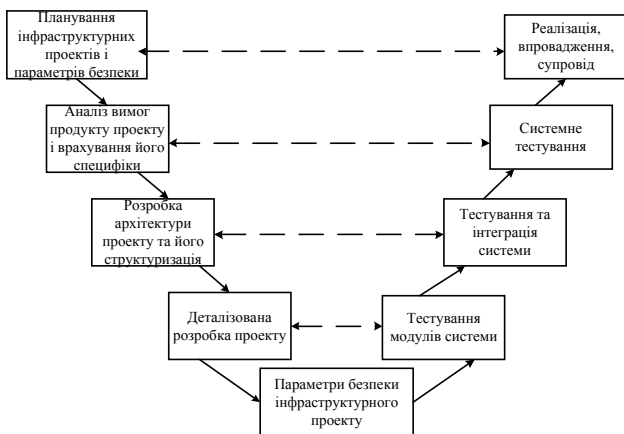 Планування
інфраструктурних
проектів і
параметрів безпеки
Реалізація,
впровадження,
супровід
Аналіз вимог
продукту проекту
і врахування його
специфіки
Системне
тестування
Розробка
архітектури
проекту та його
структуризація
Тестування та
інтеграція
системи
Деталізована
розробка проекту
Тестування
модулів системи
Параметри безпеки
інфраструктурного
проекту